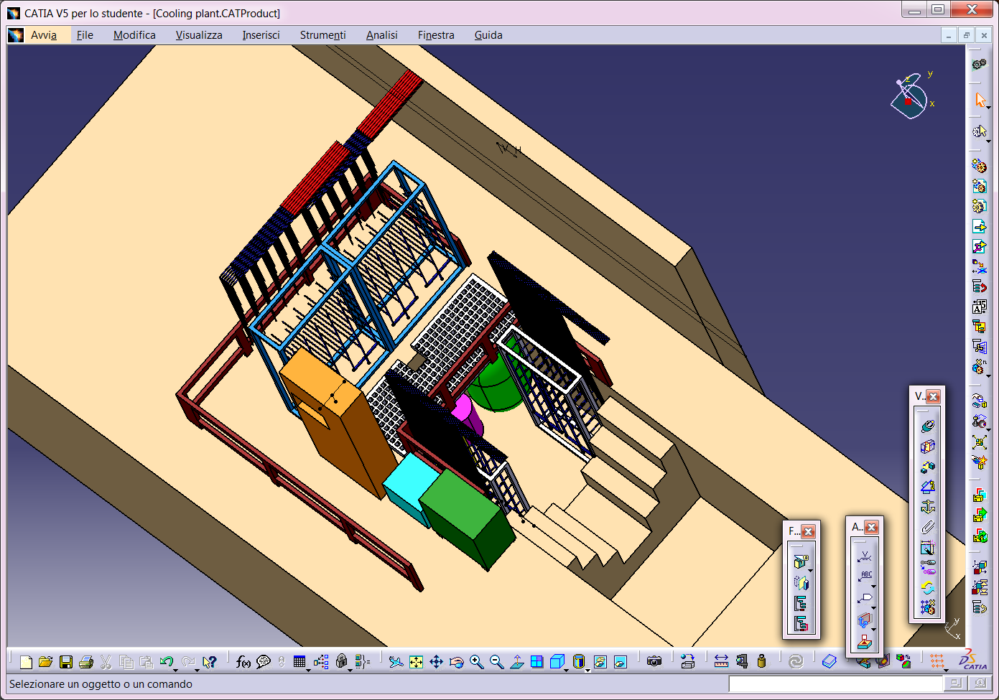 CATIA V5 per lo studente - [Cooling plant.CATProduct]
Avvia File Modifica Visualizza Inserisci Strumenti Analisi Finestra Guida
y
z
x
H
V...
F...
A...
ABC
y
z
x
f(x)
CATIA
Selezionare un oggetto o un comando